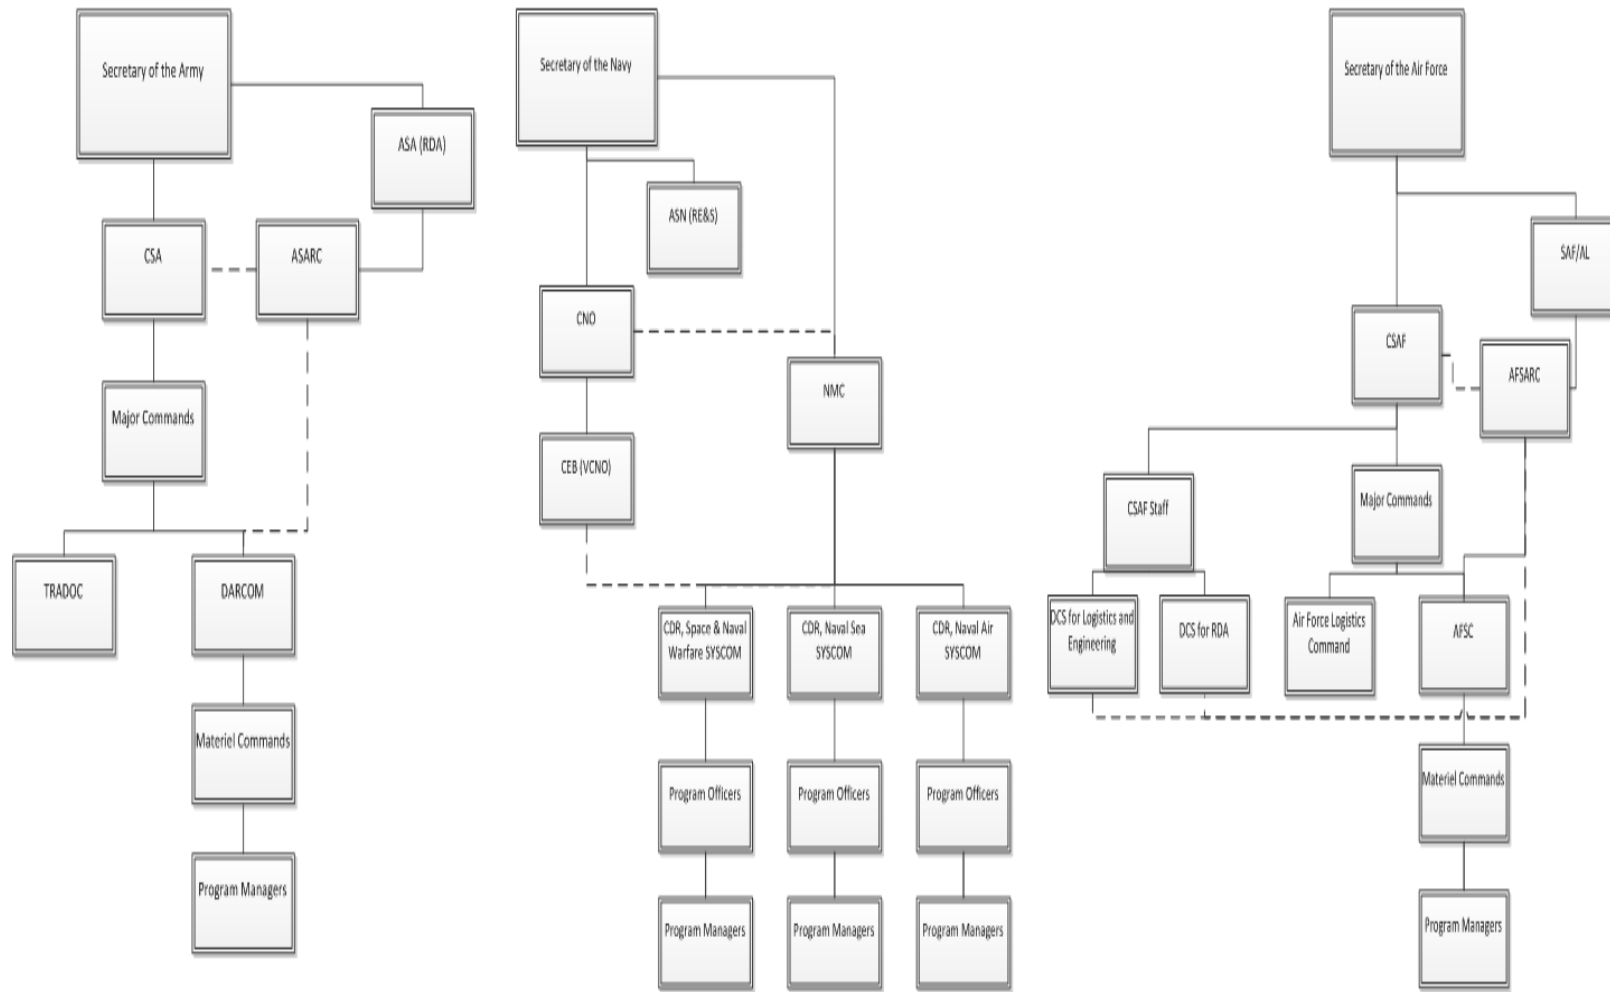 Secretary of the Army
ASA (RDA)
CSA
ASARC
Major Commands
TRADOC
DARCOM
Materiel Commands
Program Managers
Secretary of the Navy
ASN (RE&S)
CNO
NMC
CEB (VCNO)
CDR, Space & Naval
Warfare SYSCOM
CDR, Naval Sea
SYSCOM
CDR, Naval Air
SYSCOM
Program Officers
Program Officers
Program Officers
Program Managers
Program Managers
Program Managers
Secretary of the Air Force
SAF/AL
CSAF
AFSARC
CSAF Staff
Major Commands
DCS for Logistics and
Engineering
DCS for RDA
Air Force Logistics
Command
AFSC
Materiel Commands
Program Managers